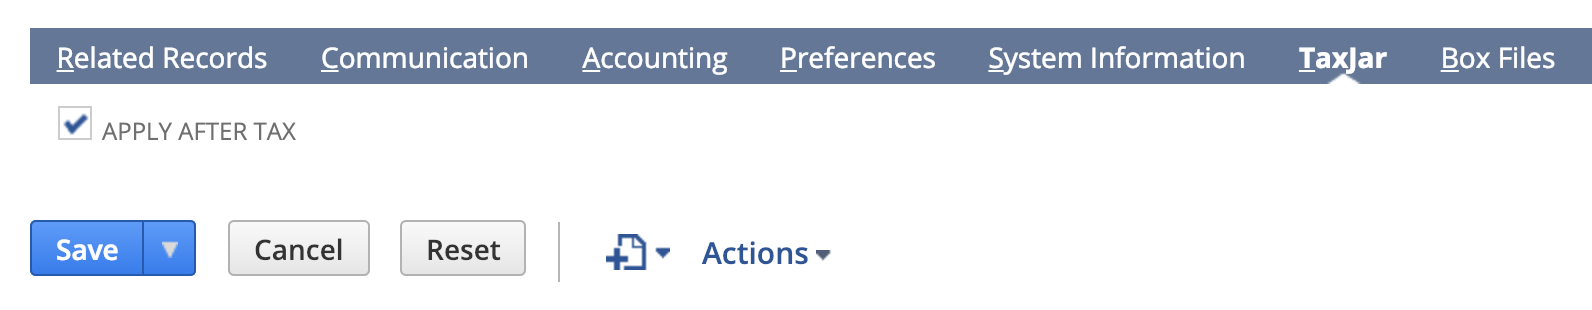 Related Records Communication Accounting Preferences System Information TaxJar Box Files
APPLY AFTER TAX
Save Cancel Reset Actions